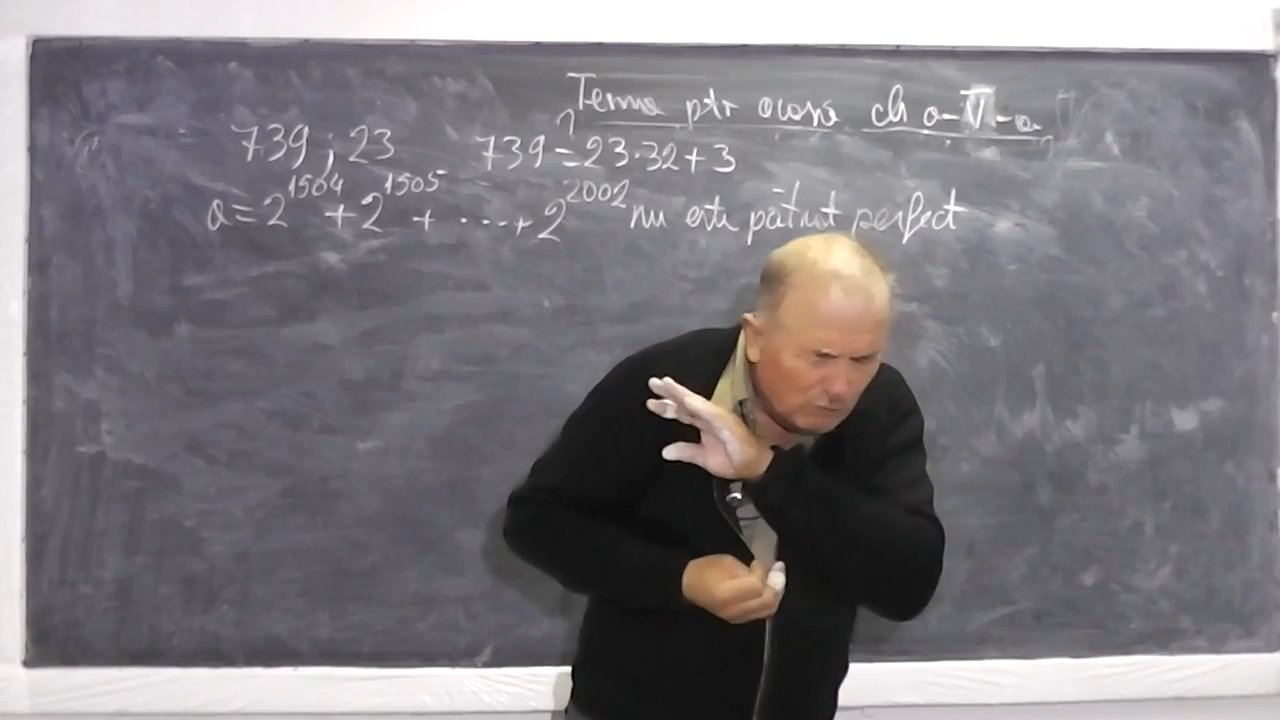 Tema ptr acasă cls a-V-a
739 ; 23 739 = 23·32+3
?
a=2^1504+2^1505+...+2^2002 nu este pătrat perfect